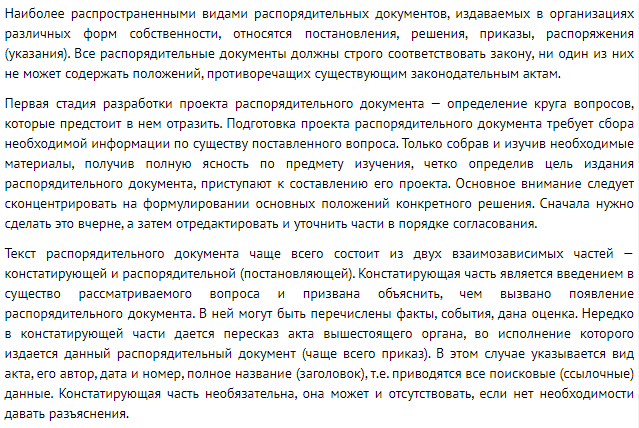 Наиболее распространенными видами распорядительных документов, издаваемых в организациях
различных форм собственности, относятся постановления, решения, приказы, распоряжения
(указания). Все распорядительные документы должны строго соответствовать закону, ни один из них
не может содержать положений, противоречащих существующим законодательным актам.
Первая стадия разработки проекта распорядительного документа — определение круга вопросов,
которые предстоит в нем отразить. Подготовка проекта распорядительного документа требует сбора
необходимой информации по существу поставленного вопроса. Только собрав и изучив необходимые
материалы, получив полную ясность по предмету изучения, четко определив цель издания
распорядительного документа, приступают к составлению его проекта. Основное внимание следует
сконцентрировать на формулировании основных положений конкретного решения. Сначала нужно
сделать это вчерне, а затем отредактировать и уточнить части в порядке согласования.
Текст распорядительного документа чаще всего состоит из двух взаимозависимых частей —
констатирующей и распорядительной (постановляющей). Констатирующая часть является введением в
существо рассматриваемого вопроса и призвана объяснить, чем вызвано появление
распорядительного документа. В ней могут быть перечислены факты, события, дана оценка. Нередко
в констатирующей части дается пересказ акта вышестоящего органа, во исполнение которого
издается данный распорядительный документ (чаще всего приказ). В этом случае указывается вид
акта, его автор, дата и номер, полное название (заголовок), т.е. приводятся все поисковые (ссылочные)
данные. Констатирующая часть необязательна, она может и отсутствовать, если нет необходимости
давать разъяснения.